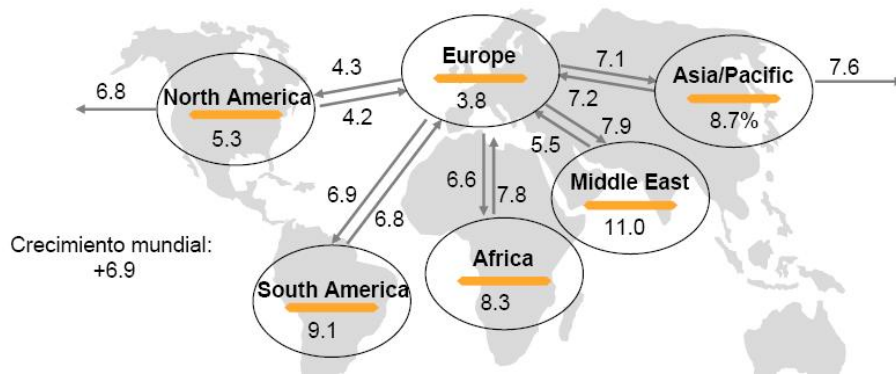 Europe
3.8
4.3
4.2
7.1
7.2
Asia/Pacific
8.7%
7.6
6.8
North America
5.3
7.9
5.5
Middle East
11.0
6.9
6.8
6.6
7.8
Crecimiento mundial:
+6.9
South America
9.1
Africa
8.3